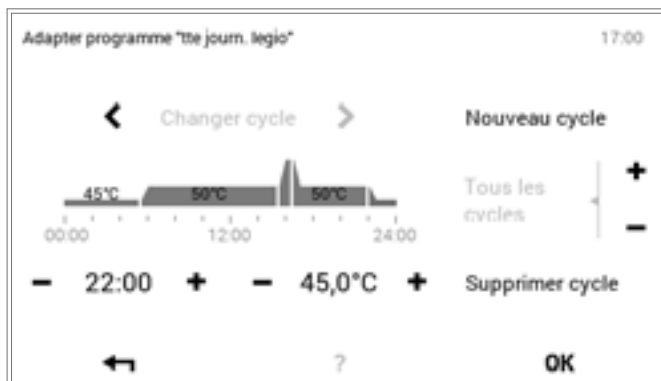 Adapter programme "tte journ. legio"
17:00
Changer cycle
Nouveau cycle
45°C
50°C
50°C
Tous les
cycles
00:00
12:00
24:00
22:00
45,0°C
Supprimer cycle
?
OK